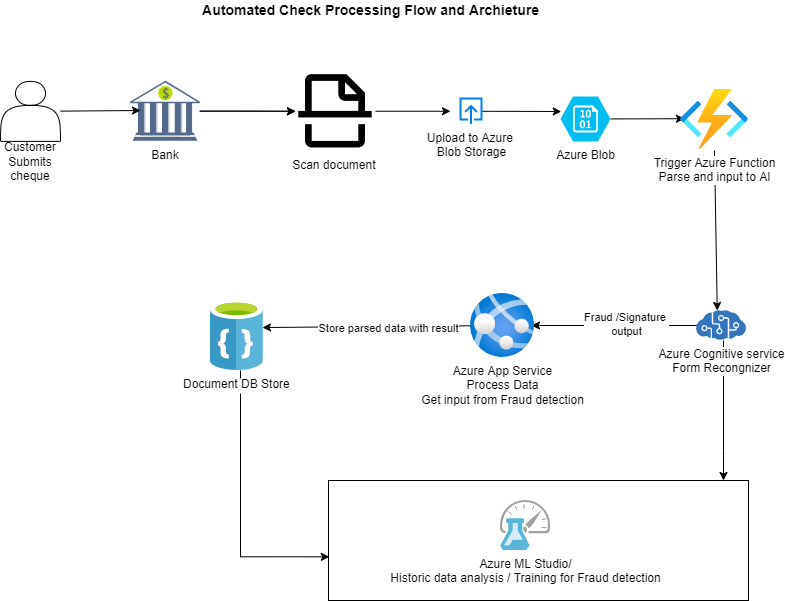 Automated Check Processing Flow and Archieture
$
10
01
Customer
Submits
cheque
Bank
Scan document
Upload to Azure
Blob Storage
Azure Blob
Trigger Azure Function
Parse and input to AI
Document DB Store
{ }
Store parsed data with result
Azure App Service
Process Data
Get input from Fraud detection
Fraud /Signature
output
Azure Cognitive service
Form Recongnizer
Azure ML Studio/
Historic data analysis / Training for Fraud detection